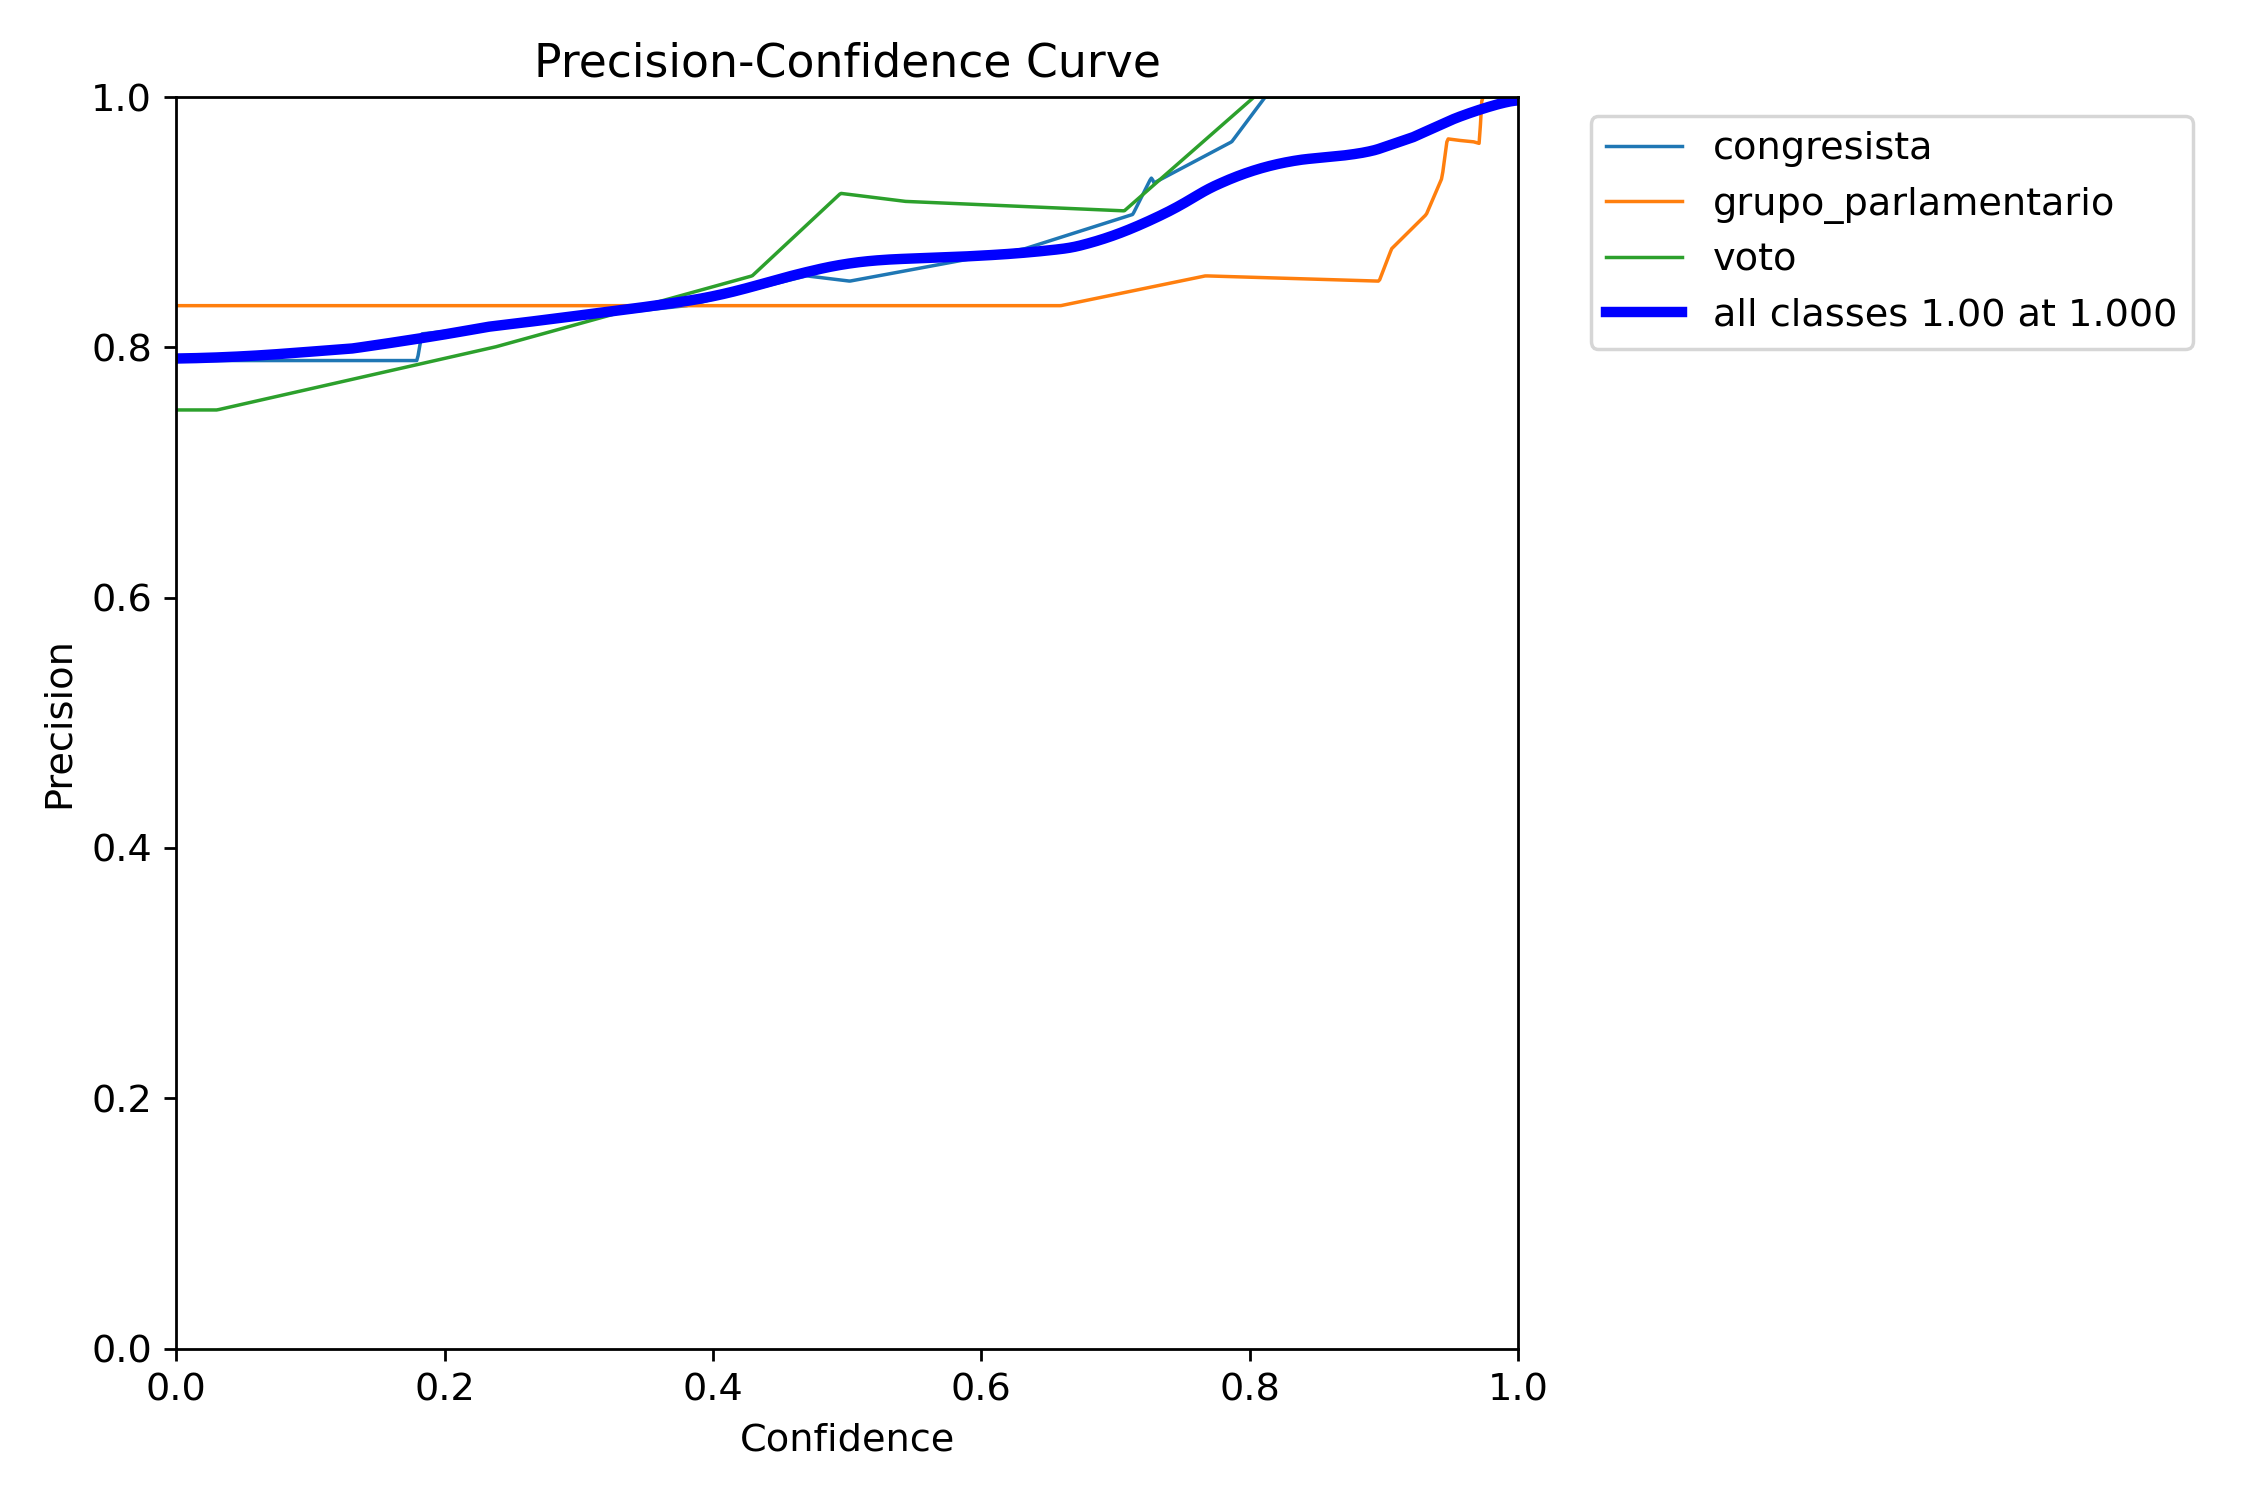 Precision-Confidence Curve
1.0
0.8
0.6
0.4
0.2
0.0
Precision
0.0 0.2 0.4 0.6 0.8 1.0
Confidence
congresista
grupo_parlamentario
voto
all classes 1.00 at 1.000